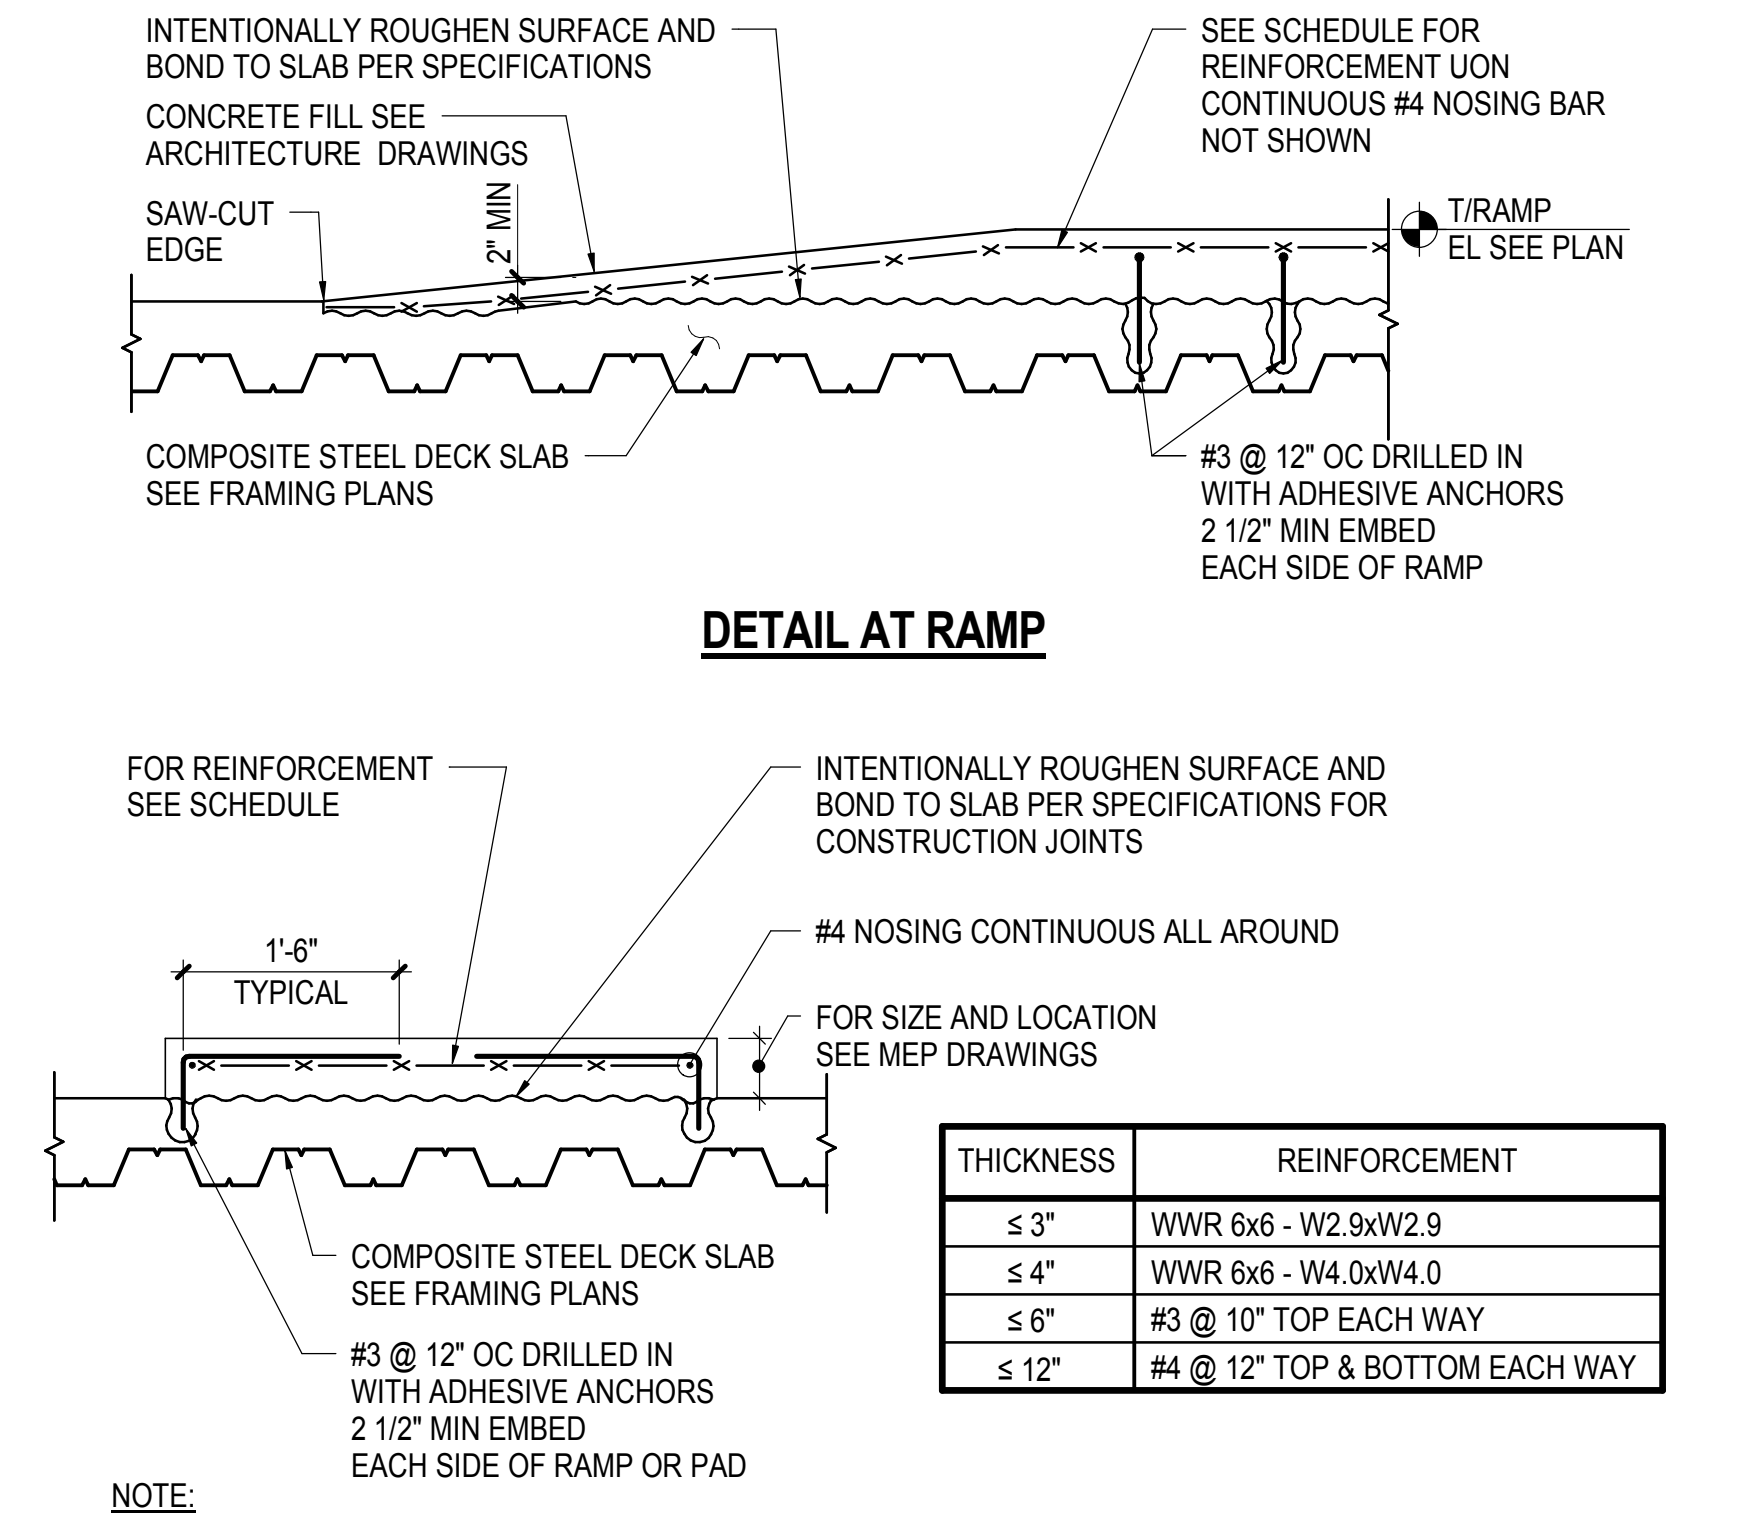 INTENTIONALLY ROUGHEN SURFACE AND
BOND TO SLAB PER SPECIFICATIONS
CONCRETE FILL SEE
ARCHITECTURE DRAWINGS
SAW-CUT
EDGE
2" MIN
SEE SCHEDULE FOR
REINFORCEMENT UON
CONTINUOUS #4 NOSING BAR
NOT SHOWN
T/RAMP
EL SEE PLAN
COMPOSITE STEEL DECK SLAB
SEE FRAMING PLANS
#3 @ 12" OC DRILLED IN
WITH ADHESIVE ANCHORS
2 1/2" MIN EMBED
EACH SIDE OF RAMP
DETAIL AT RAMP
FOR REINFORCEMENT
SEE SCHEDULE
INTENTIONALLY ROUGHEN SURFACE AND
BOND TO SLAB PER SPECIFICATIONS FOR
CONSTRUCTION JOINTS
#4 NOSING CONTINUOUS ALL AROUND
1'-6"
TYPICAL
FOR SIZE AND LOCATION
SEE MEP DRAWINGS
COMPOSITE STEEL DECK SLAB
SEE FRAMING PLANS
#3 @ 12" OC DRILLED IN
WITH ADHESIVE ANCHORS
2 1/2" MIN EMBED
EACH SIDE OF RAMP OR PAD
THICKNESS REINFORCEMENT
≤ 3" WWR 6x6 - W2.9xW2.9
≤ 4" WWR 6x6 - W4.0xW4.0
≤ 6" #3 @ 10" TOP EACH WAY
≤ 12" #4 @ 12" TOP & BOTTOM EACH WAY
NOTE: